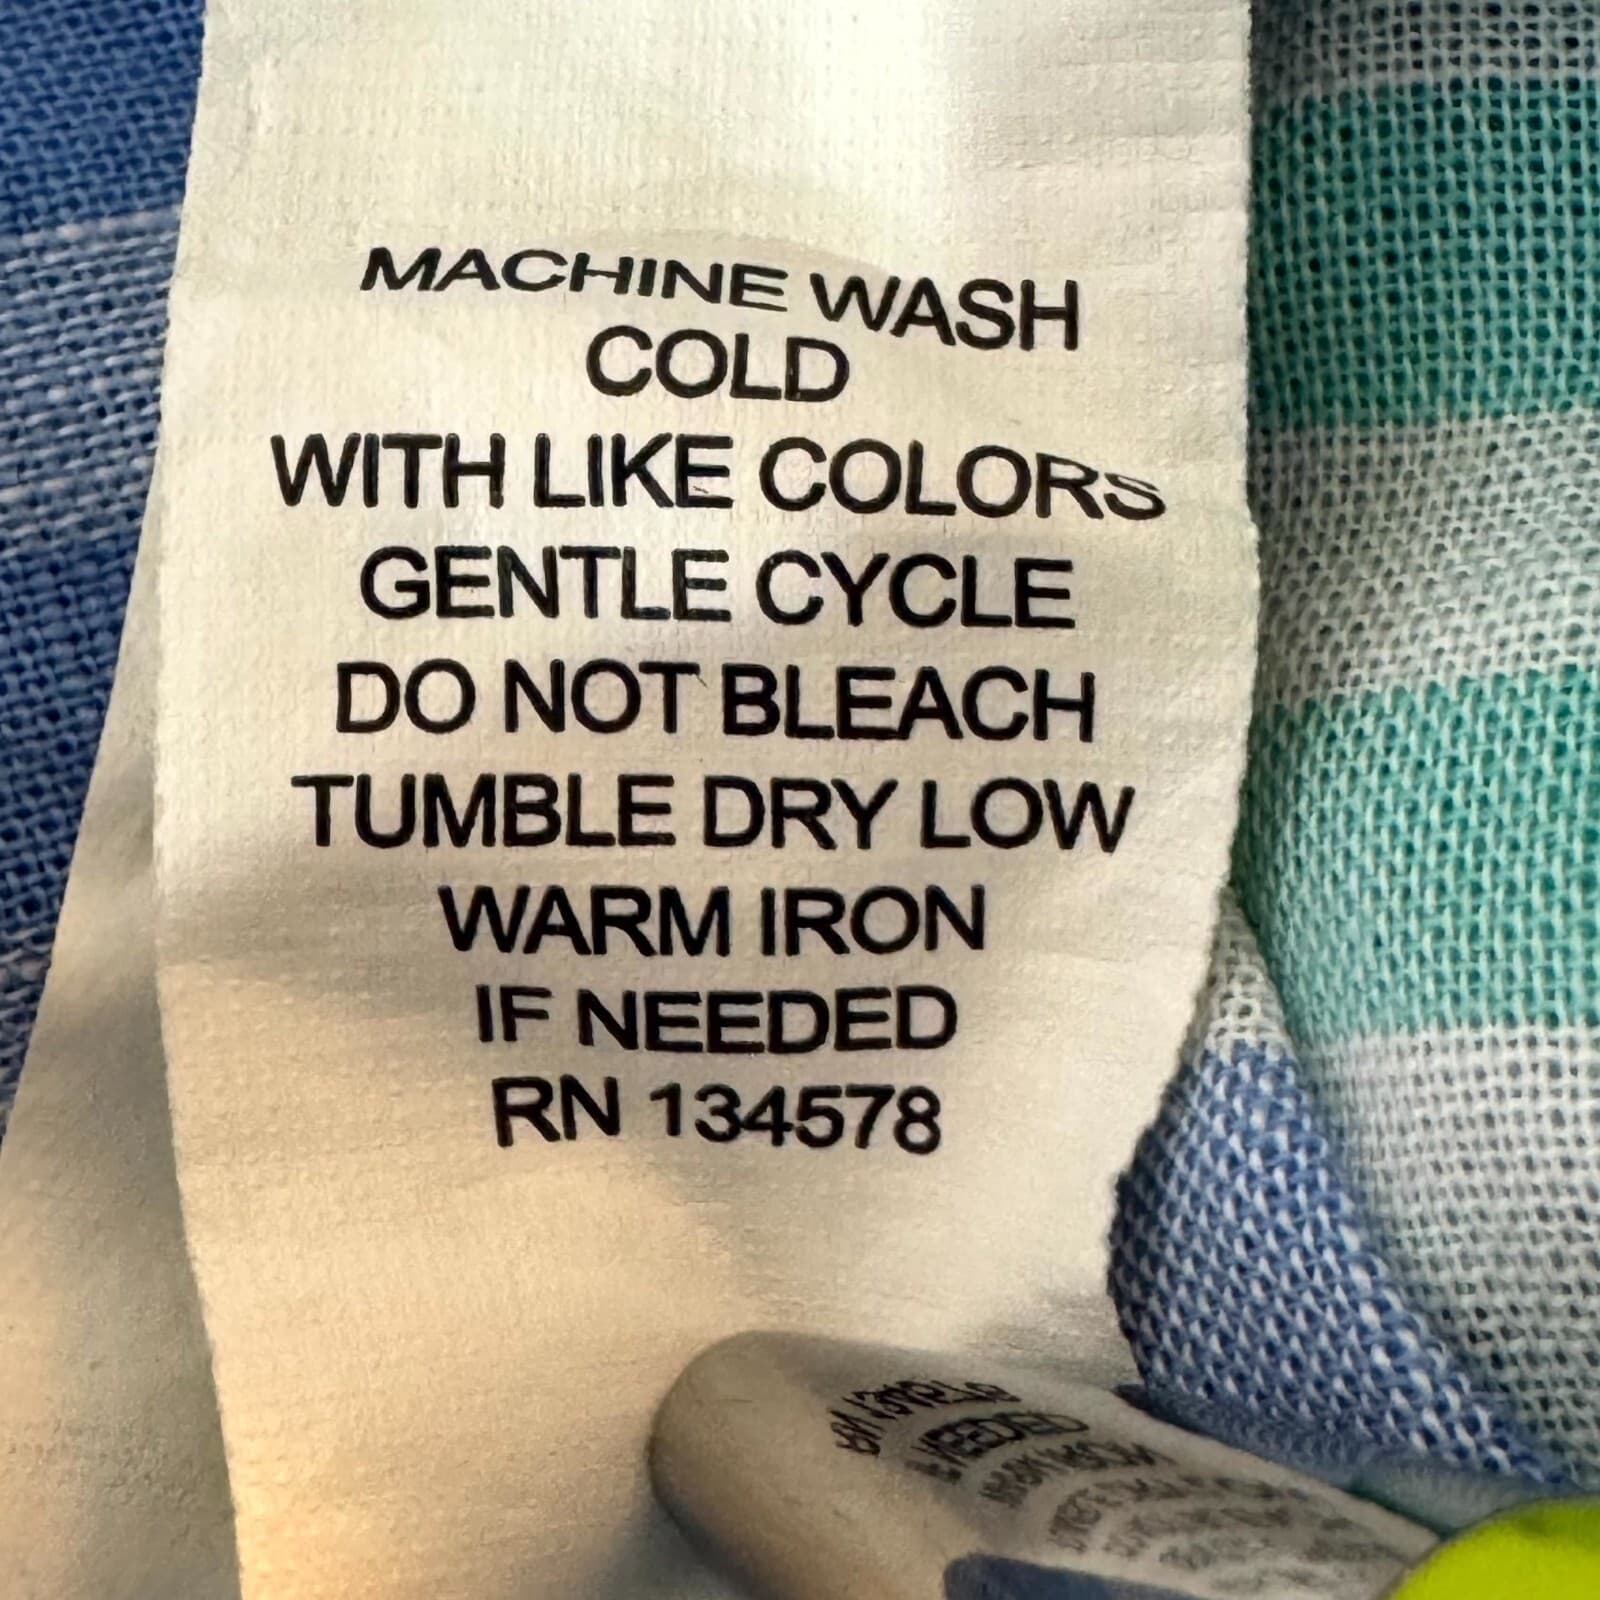 MACHINE WASH
COLD
WITH LIKE COLORS
GENTLE CYCLE
DO NOT BLEACH
TUMBLE DRY LOW
WARM IRON
IF NEEDED
RN 134578